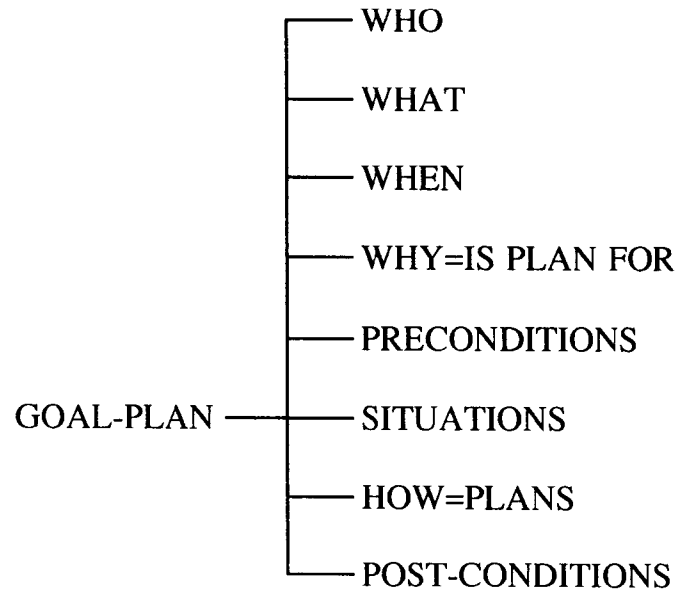 WHO
WHAT
WHEN
WHY=IS PLAN FOR
PRECONDITIONS
GOAL-PLAN
SITUATIONS
HOW=PLANS
POST-CONDITIONS